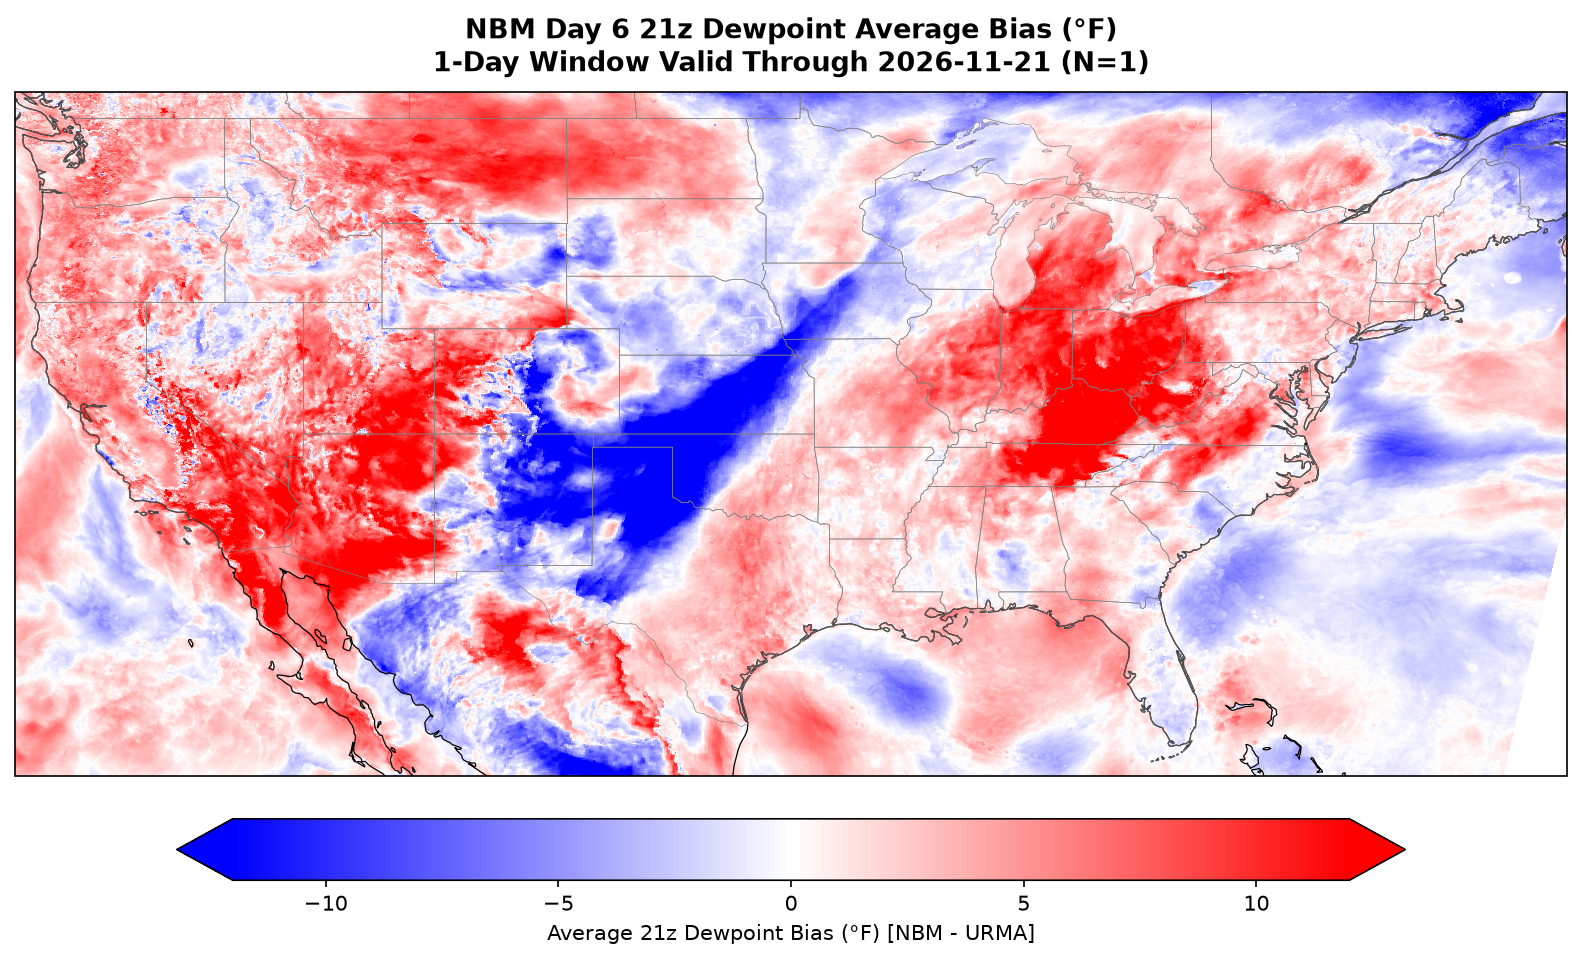 NBM Day 6 21z Dewpoint Average Bias (°F)
1-Day Window Valid Through 2026-11-21 (N=1)
−10 −5 0 5 10
Average 21z Dewpoint Bias (°F) [NBM - URMA]